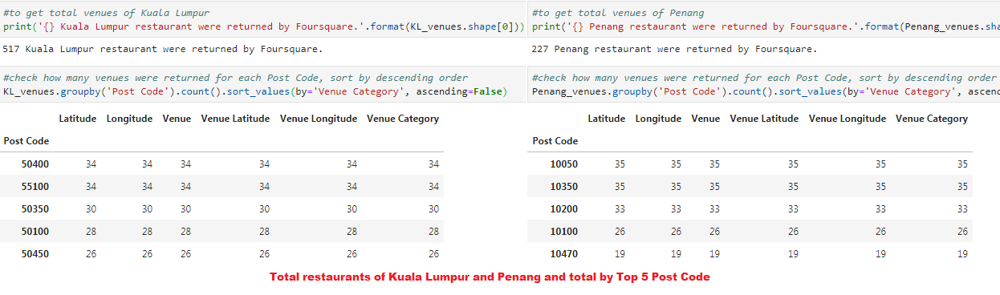 #to get total venues of Kuala Lumpur
print('{} Kuala Lumpur restaurant were returned by Foursquare.'.format(KL_venues.shape[0]))
517 Kuala Lumpur restaurant were returned by Foursquare.
#check how many venues were returned for each Post Code, sort by descending order
KL_venues.groupby('Post Code').count().sort_values(by='Venue Category', ascending=False)
Latitude Longitude Venue Venue Latitude Venue Longitude Venue Category
Post Code
50400 34 34 34 34 34 34
55100 34 34 34 34 34 34
50350 30 30 30 30 30 30
50100 28 28 28 28 28 28
50450 26 26 26 26 26 26
#to get total venues of Penang
print('{} Penang restaurant were returned by Foursquare.'.format(Penang_venues.sha
227 Penang restaurant were returned by Foursquare.
#check how many venues were returned for each Post Code, sort by descending order
Penang_venues.groupby('Post Code').count().sort_values(by='Venue Category', ascend
Latitude Longitude Venue Venue Latitude Venue Longitude Venue Category
Post Code
10050 35 35 35 35 35 35
10350 35 35 35 35 35 35
10200 33 33 33 33 33 33
10100 26 26 26 26 26 26
10470 19 19 19 19 19 19
Total restaurants of Kuala Lumpur and Penang and total by Top 5 Post Code